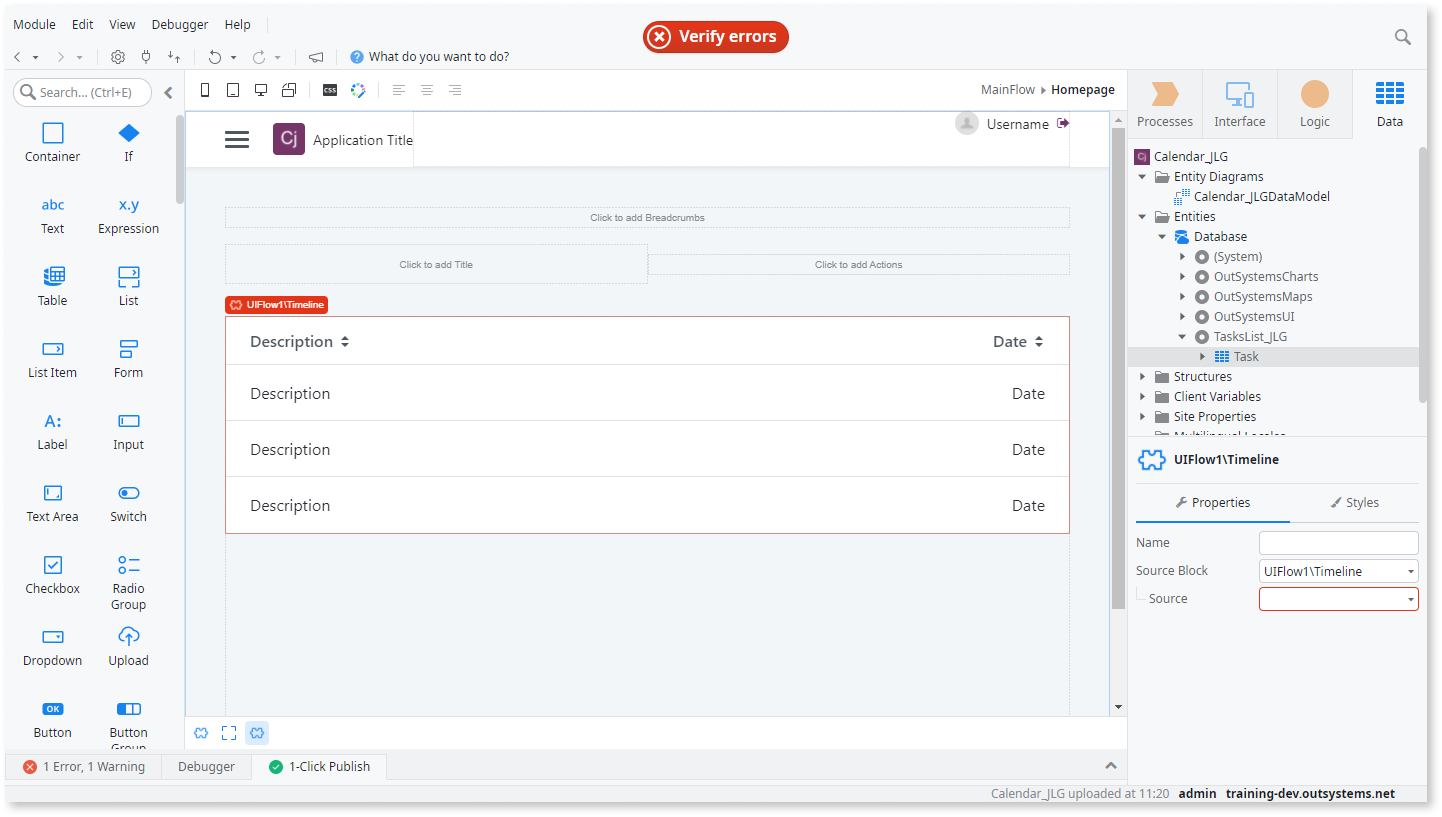 Module Edit View Debugger Help
Verify errors
What do you want to do?
Search... (Ctrl+E)
Container If
abc x.y
Text Expression
Table List
List Item Form
A:
Label Input
Text Area Switch
Checkbox Radio Group
Dropdown Upload
OK
Button Button Group
CSS
MainFlow Homepage
Cj Application Title
Username
Click to add Breadcrumbs
Click to add Title Click to add Actions
UIFlow1\Timeline
Description Date
Description Date
Description Date
Description Date
Processes Interface Logic Data
Cj Calendar_JLG
Entity Diagrams
Calendar_JLGDataModel
Entities
Database
(System)
OutSystemsCharts
OutSystemsMaps
OutSystemsUI
TasksList_JLG
Task
Structures
Client Variables
Site Properties
Multilingual Locales
UIFlow1\Timeline
Properties Styles
Name
Source Block UIFlow1\Timeline
Source
1 Error, 1 Warning Debugger 1-Click Publish
Calendar_JLG uploaded at 11:20 admin training-dev.outsystems.net